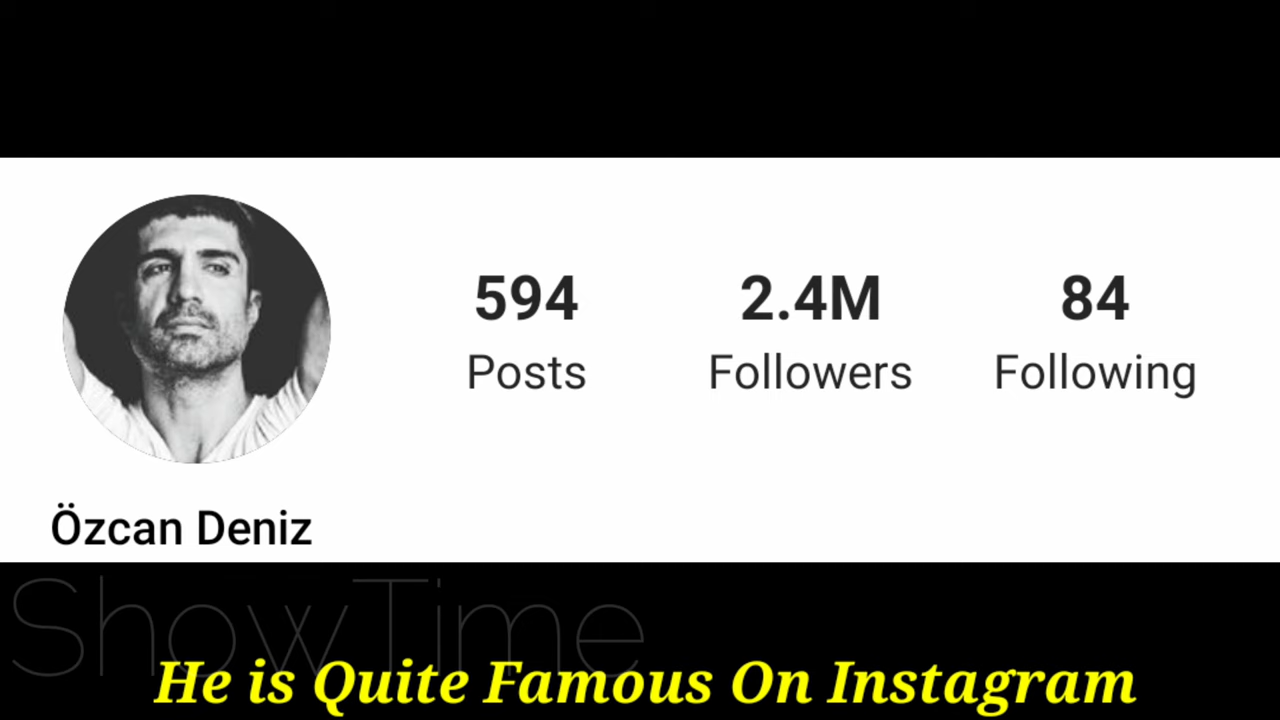 594
Posts
2.4M
Followers
84
Following
Özcan Deniz
ShowTime
He is Quite Famous On Instagram